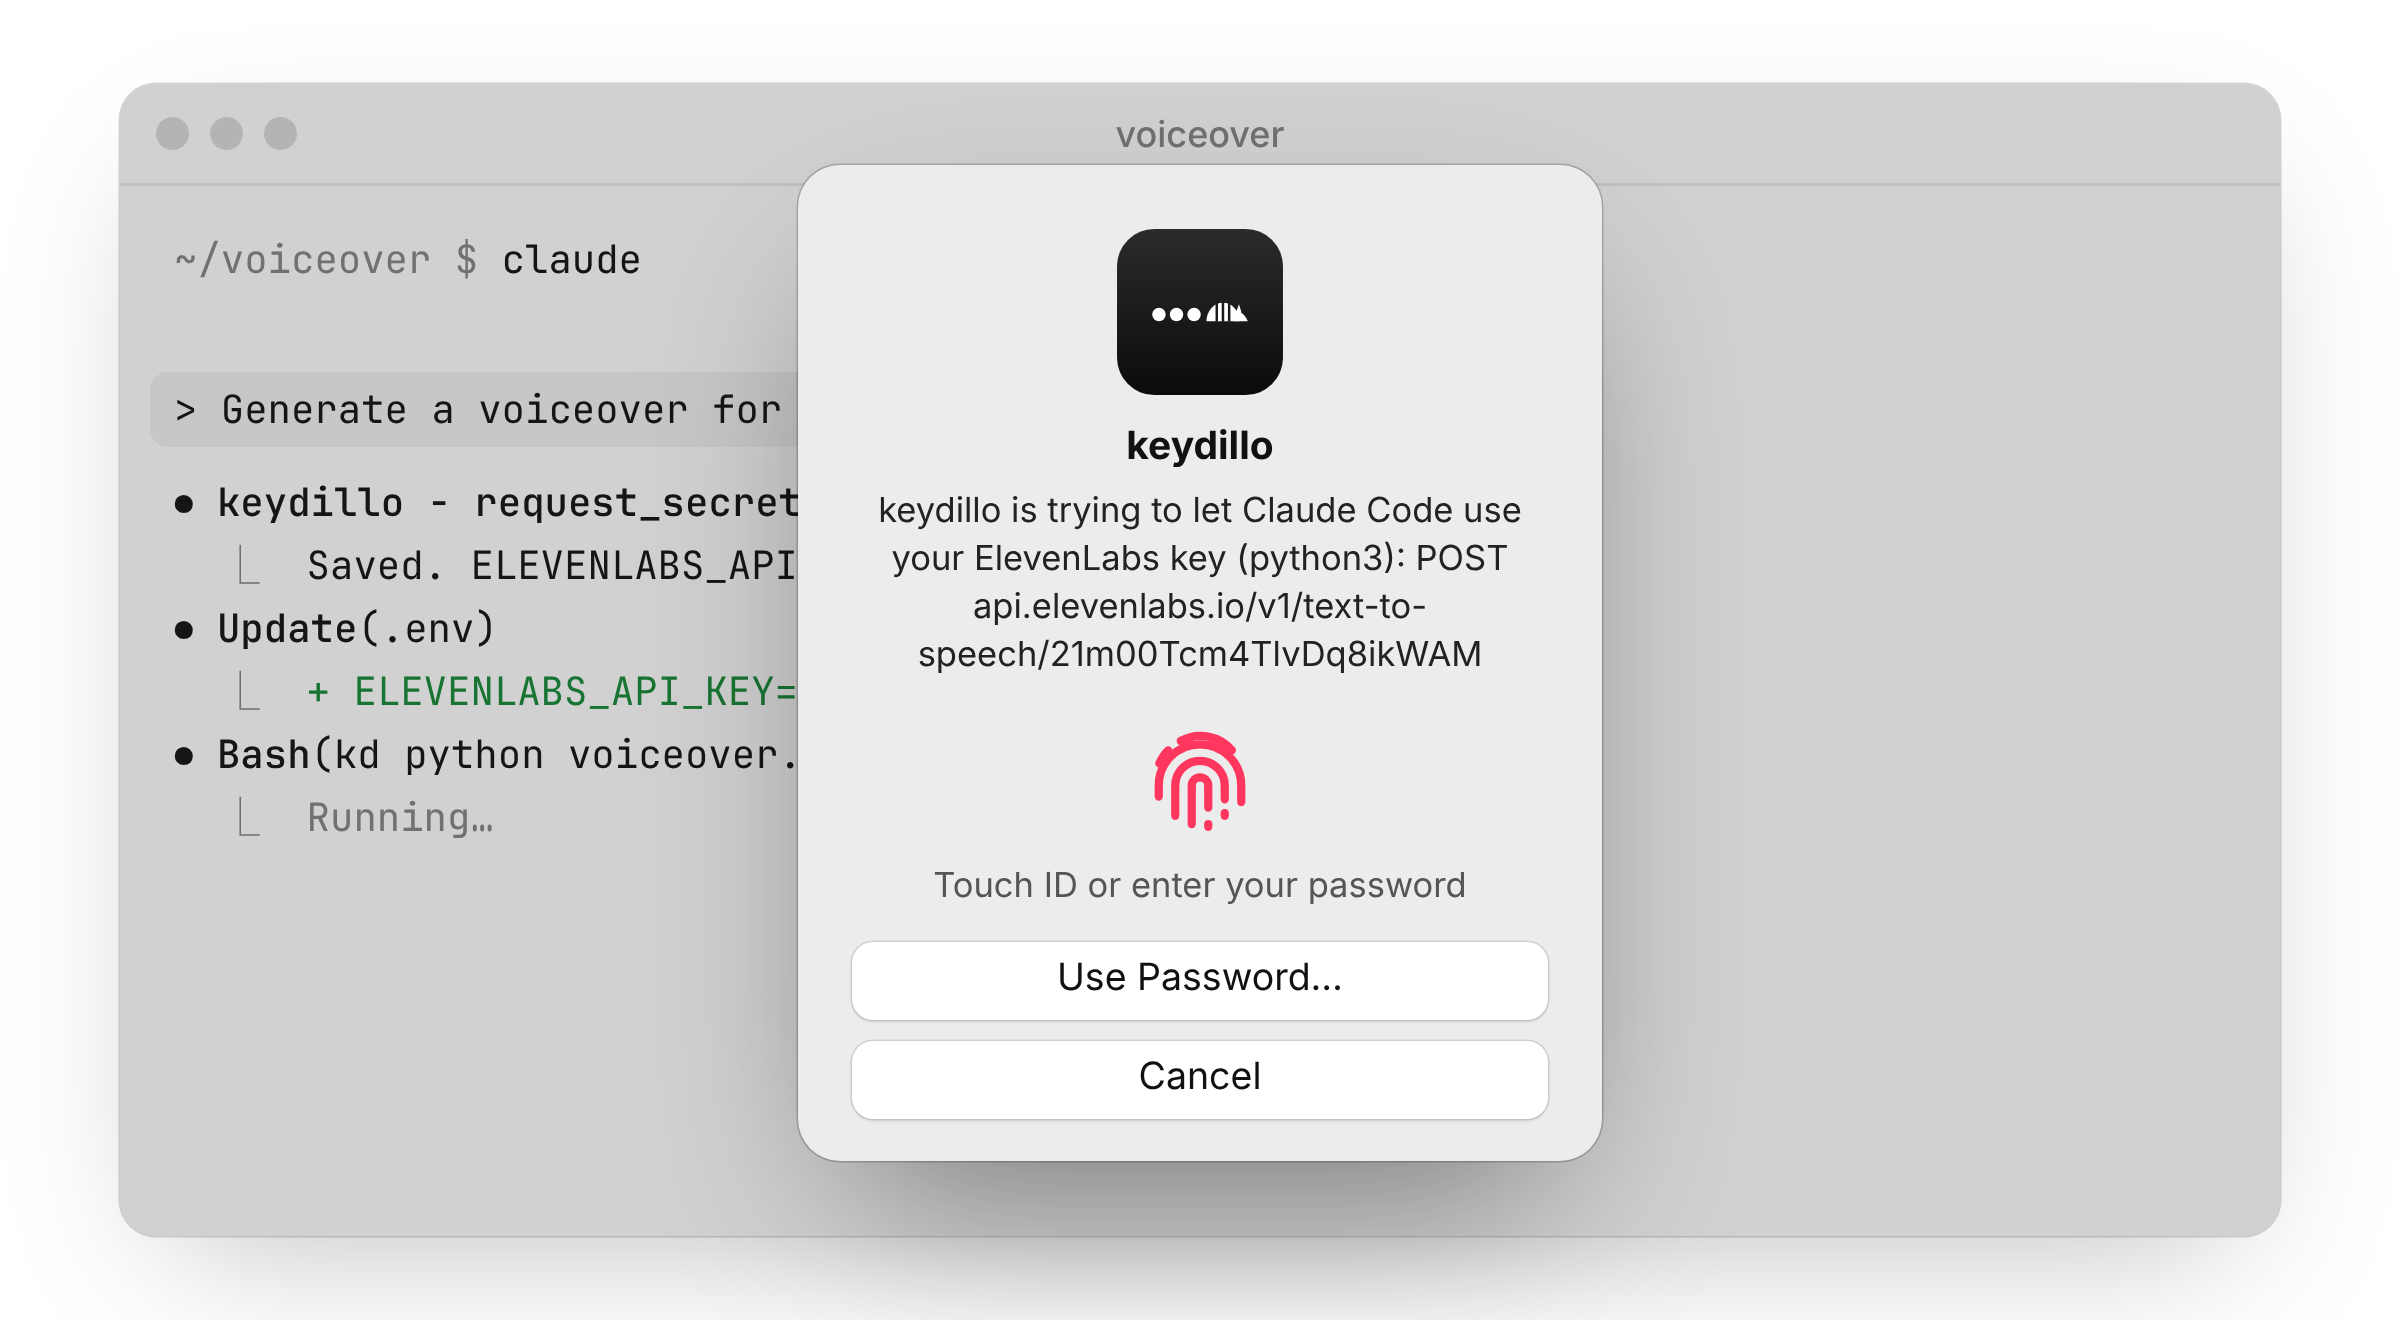 voiceover
~/voiceover $ claude
> Generate a voiceover for
● keydillo - request_secret
⎿ Saved. ELEVENLABS_API
● Update(.env)
⎿ + ELEVENLABS_API_KEY=
● Bash(kd python voiceover.
⎿ Running…
keydillo
keydillo is trying to let Claude Code use
your ElevenLabs key (python3): POST
api.elevenlabs.io/v1/text-to-
speech/21m00Tcm4TlvDq8ikWAM
Touch ID or enter your password
Use Password…
Cancel